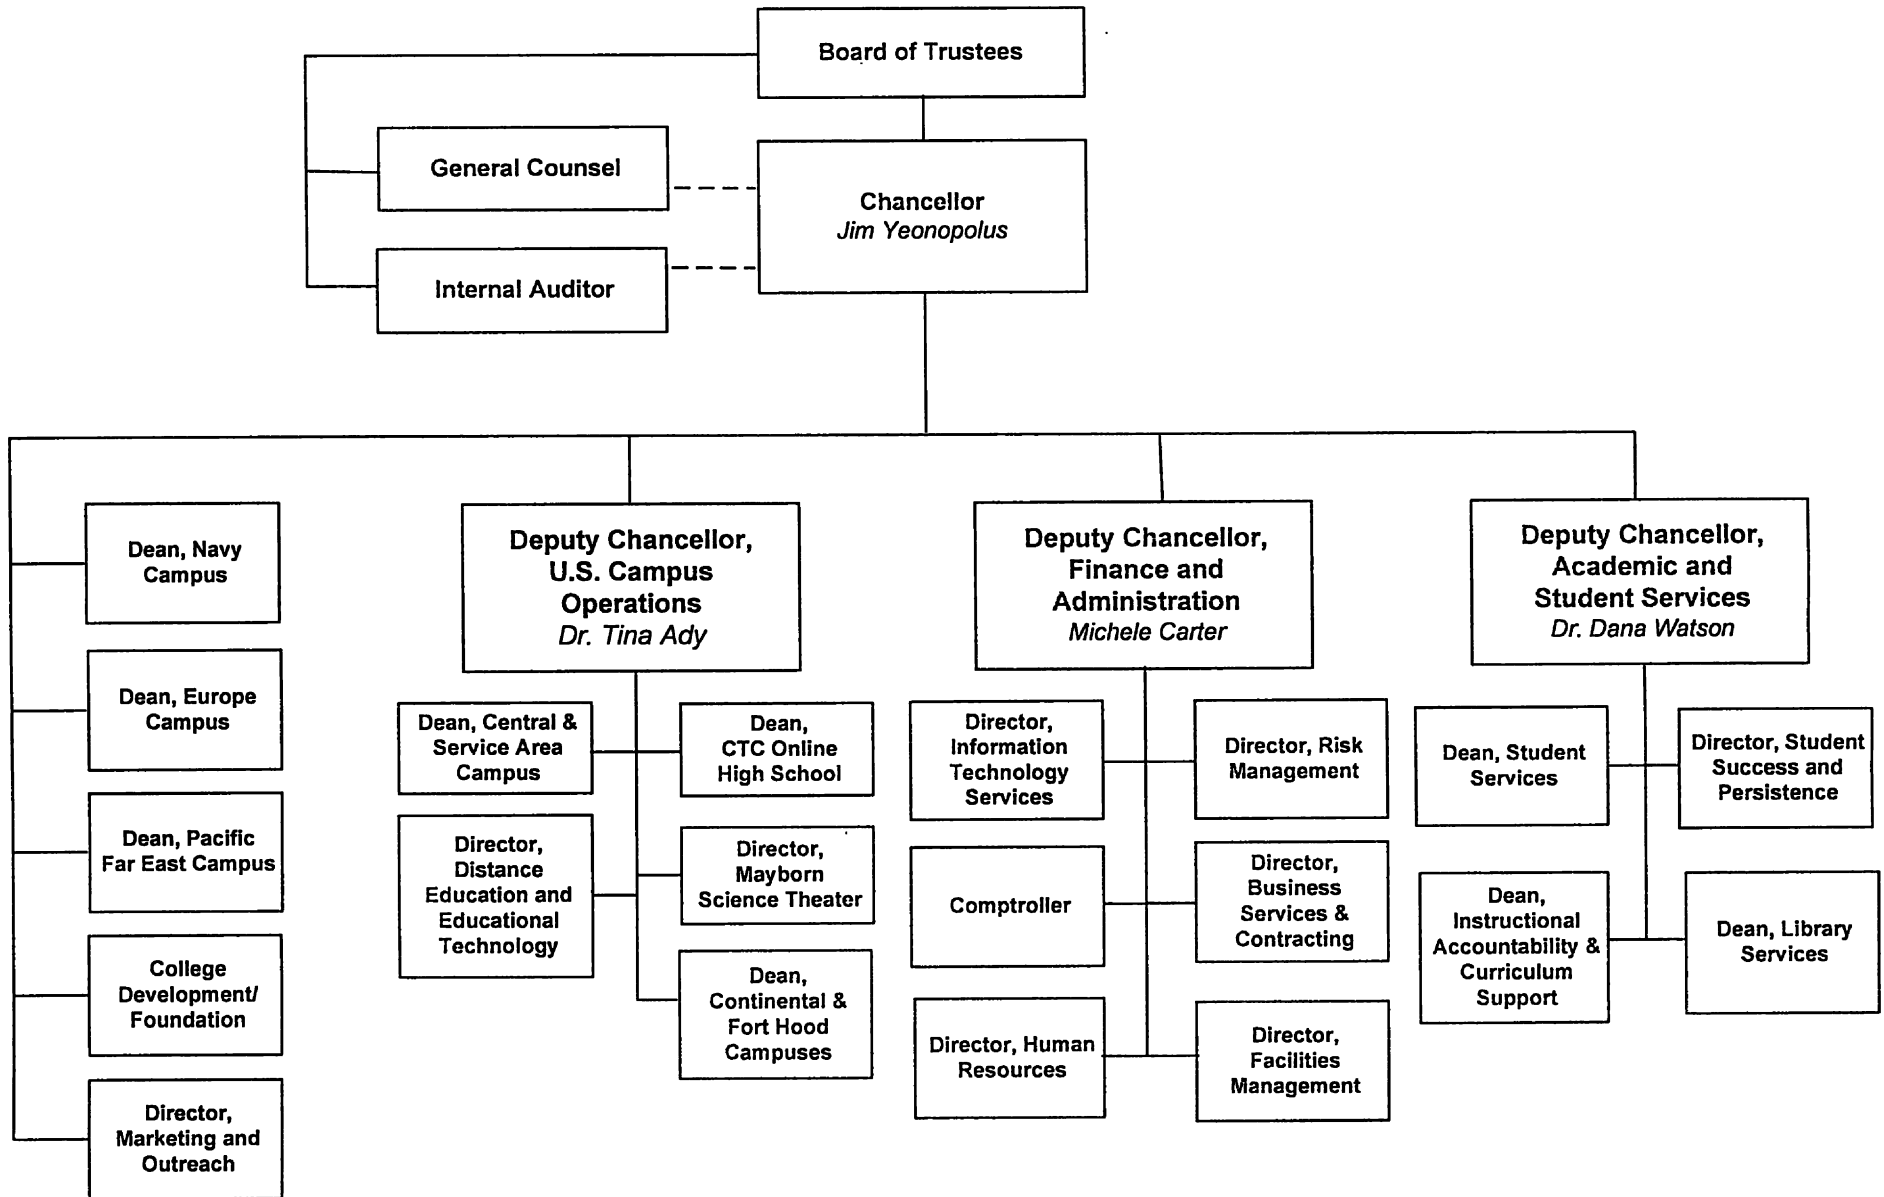 Board of Trustees
General Counsel
Chancellor
Jim Yeonopolus
Internal Auditor
Dean, Navy
Campus
Dean, Europe
Campus
Dean, Pacific
Far East Campus
College
Development/
Foundation
Director,
Marketing and
Outreach
Deputy Chancellor,
U.S. Campus
Operations
Dr. Tina Ady
Dean, Central &
Service Area
Campus
Dean,
CTC Online
High School
Director,
Distance
Education and
Educational
Technology
Director,
Mayborn
Science Theater
Dean,
Continental &
Fort Hood
Campuses
Deputy Chancellor,
Finance and
Administration
Michele Carter
Director,
Information
Technology
Services
Director, Risk
Management
Comptroller
Director,
Business
Services &
Contracting
Director, Human
Resources
Director,
Facilities
Management
Deputy Chancellor,
Academic and
Student Services
Dr. Dana Watson
Dean, Student
Services
Director, Student
Success and
Persistence
Dean,
Instructional
Accountability &
Curriculum
Support
Dean, Library
Services